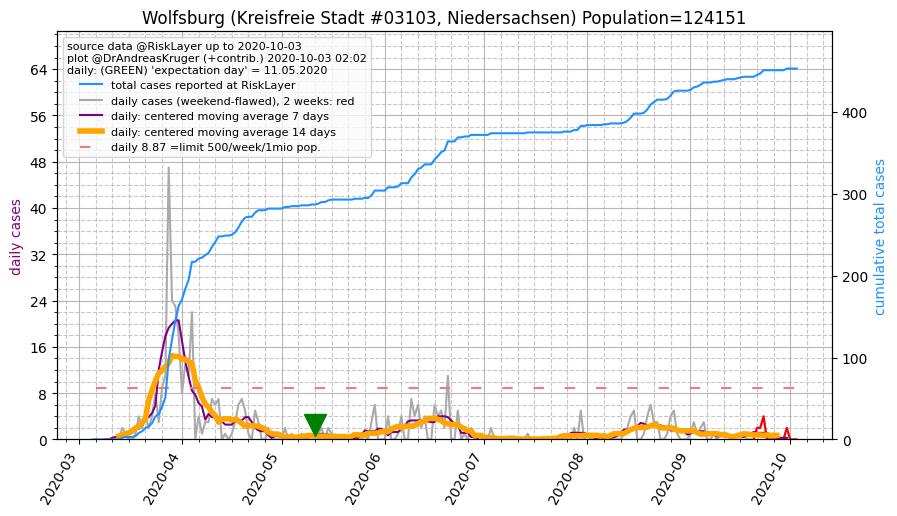 Wolfsburg (Kreisfreie Stadt #03103, Niedersachsen) Population=124151
source data @RiskLayer up to 2020-10-03
plot @DrAndreasKruger (+contrib.) 2020-10-03 02:02
daily: (GREEN) 'expectation day' = 11.05.2020
total cases reported at RiskLayer
daily cases (weekend-flawed), 2 weeks: red
daily: centered moving average 7 days
daily: centered moving average 14 days
daily 8.87 =limit 500/week/1mio pop.
daily cases
64
56
48
40
32
24
16
8
0
cumulative total cases
400
300
200
100
0
2020-03
2020-04
2020-05
2020-06
2020-07
2020-08
2020-09
2020-10